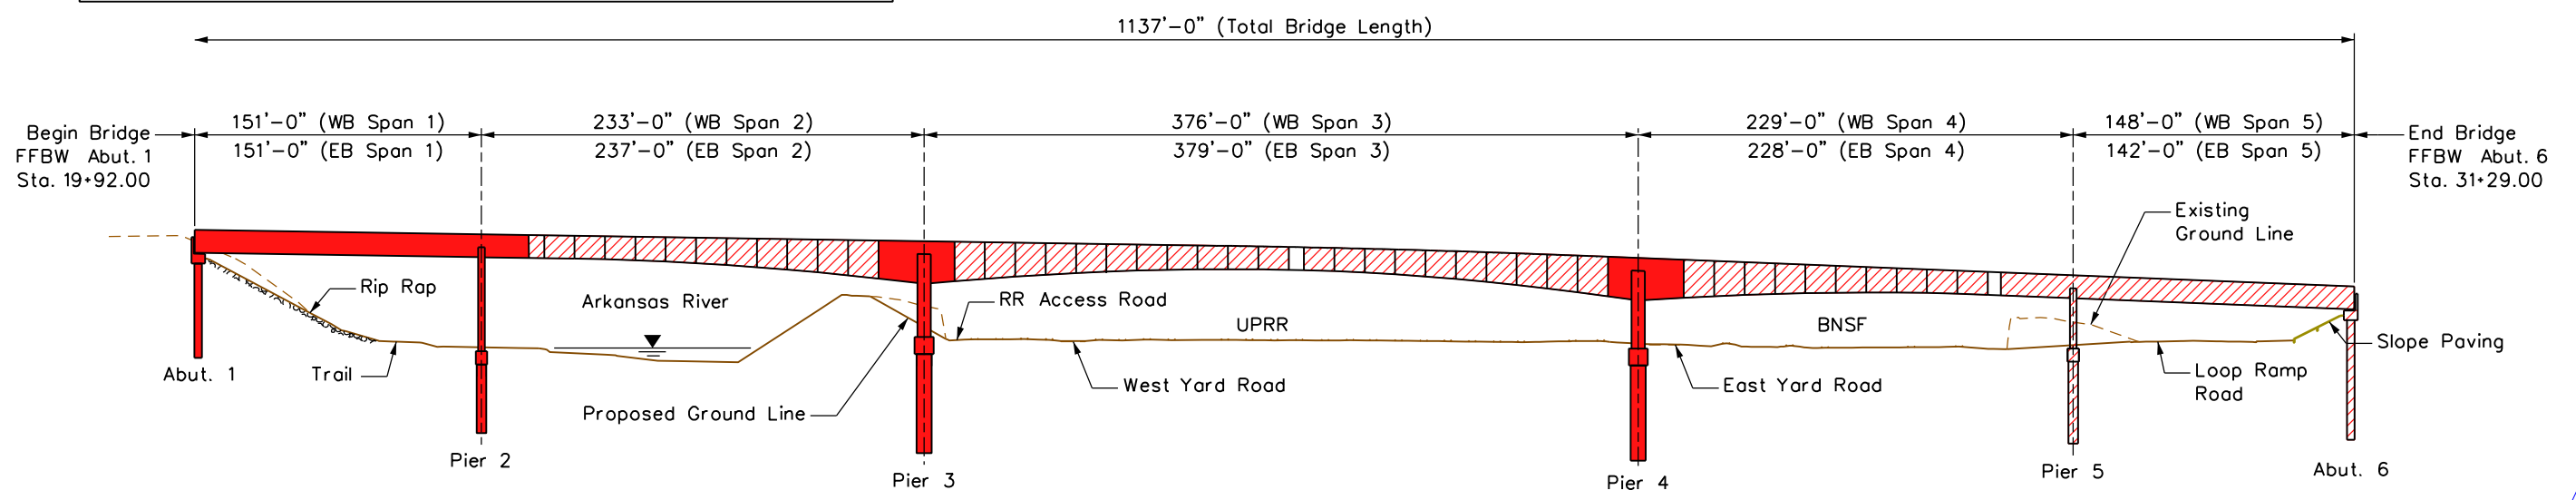 1137'-0" (Total Bridge Length)
Begin Bridge
FFBW Abut. 1
Sta. 19+92.00
151'-0" (WB Span 1)
151'-0" (EB Span 1)
233'-0" (WB Span 2)
237'-0" (EB Span 2)
376'-0" (WB Span 3)
379'-0" (EB Span 3)
229'-0" (WB Span 4)
228'-0" (EB Span 4)
148'-0" (WB Span 5)
142'-0" (EB Span 5)
End Bridge
FFBW Abut. 6
Sta. 31+29.00
Existing
Ground Line
Rip Rap
Arkansas River
RR Access Road
UPRR
BNSF
Slope Paving
Abut. 1
Trail
West Yard Road
East Yard Road
Loop Ramp
Road
Proposed Ground Line
Pier 2
Pier 3
Pier 4
Pier 5
Abut. 6